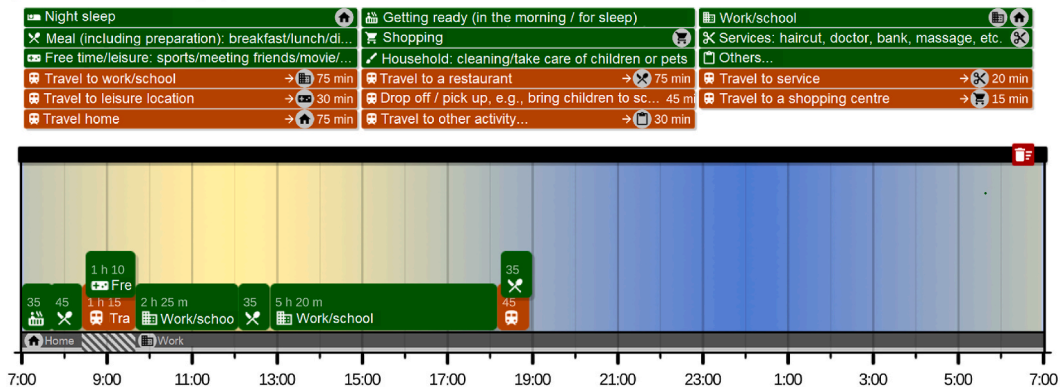 Night sleep
Getting ready (in the morning / for sleep)
Work/school
Meal (including preparation): breakfast/lunch/di...
Shopping
Services: haircut, doctor, bank, massage, etc.
Free time/leisure: sports/meeting friends/movie/...
Household: cleaning/take care of children or pets
Others...
Travel to work/school → 75 min
Travel to a restaurant → 75 min
Travel to service → 20 min
Travel to leisure location → 30 min
Drop off / pick up, e.g., bring children to sc... 45 mi
Travel to a shopping centre → 15 min
Travel home → 75 min
Travel to other activity... → 30 min
1 h 10
Fre
35
35 45 1 h 15 2 h 25 m 35 5 h 20 m 45
Tra Work/schoo Work/school
Home Work
7:00 9:00 11:00 13:00 15:00 17:00 19:00 21:00 23:00 1:00 3:00 5:00 7:00